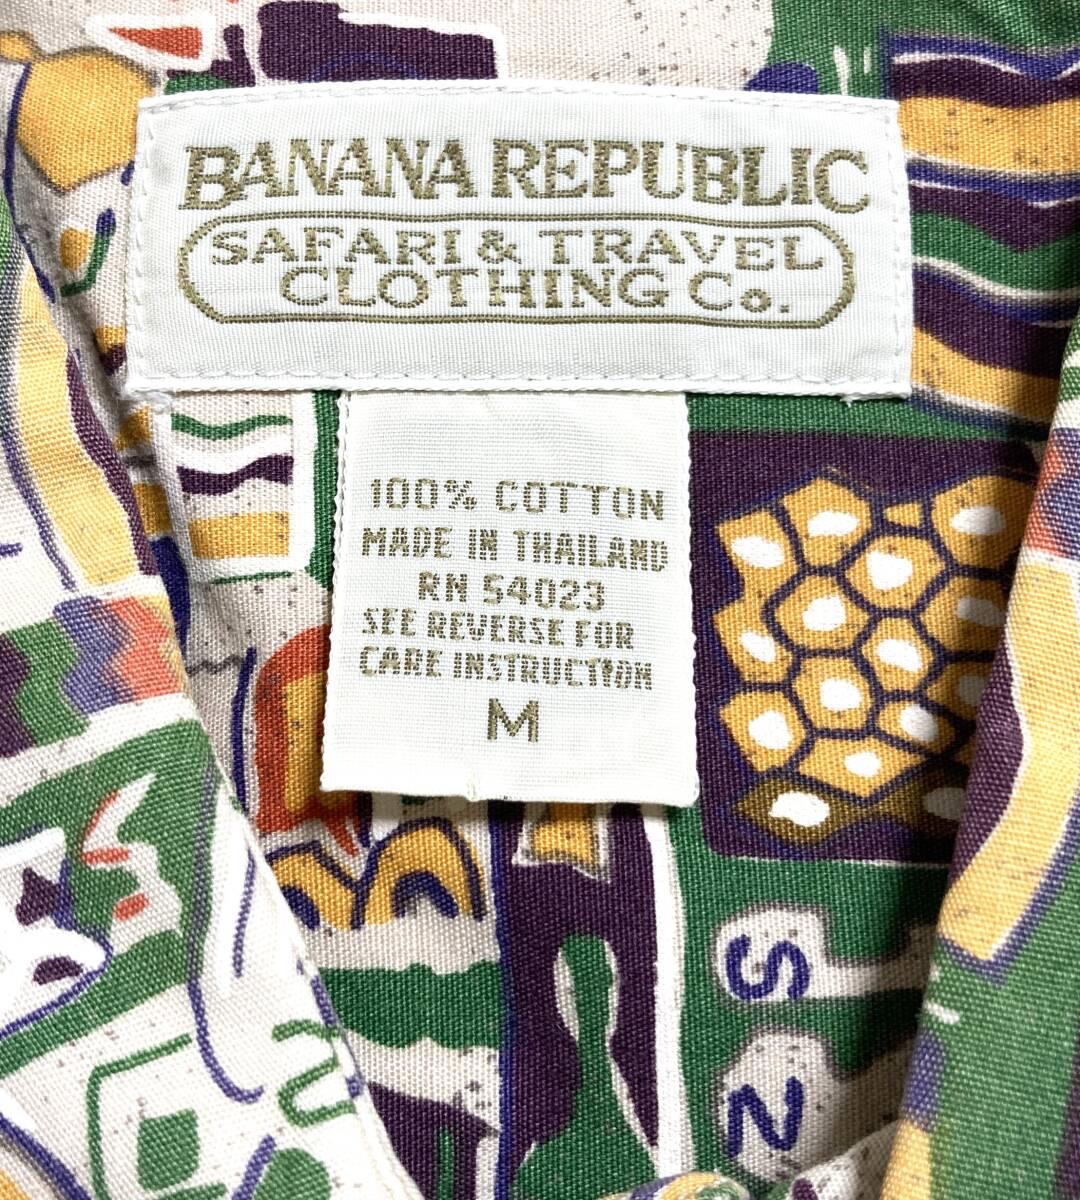 BANANA REPUBLIC
SAFARI & TRAVEL
CLOTHING Co.
100% COTTON
MADE IN THAILAND
RN 54023
SEE REVERSE FOR
CARE INSTRUCTION
M